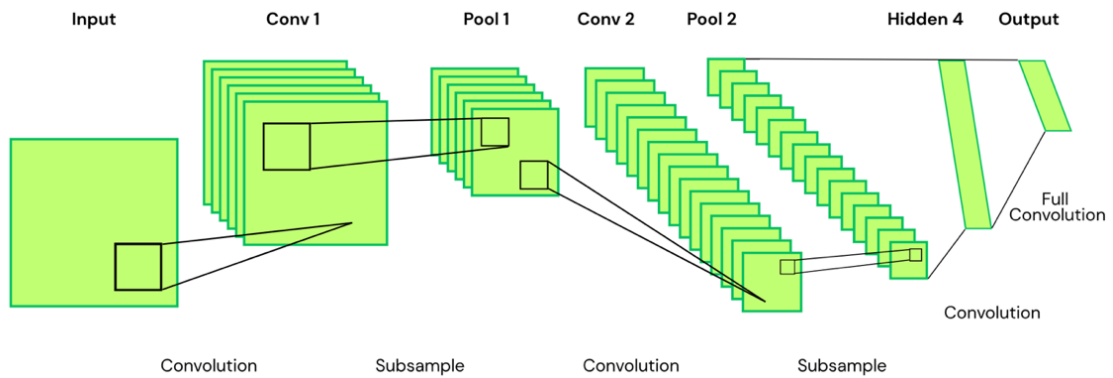 Input
Conv 1
Pool 1
Conv 2
Pool 2
Hidden 4
Output
Full
Convolution
Convolution
Convolution
Subsample
Convolution
Subsample